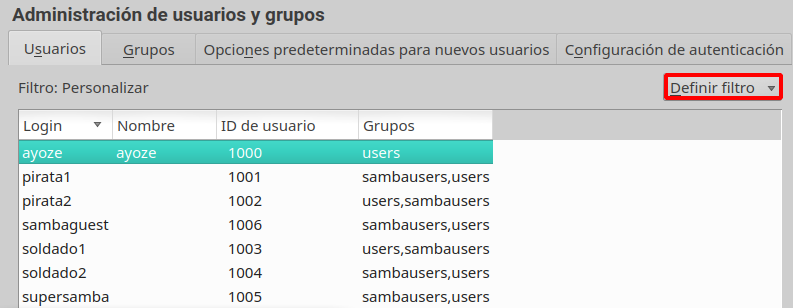 Administración de usuarios y grupos
Usuarios Grupos Opciones predeterminadas para nuevos usuarios Configuración de autenticación
Filtro: Personalizar Definir filtro
Login Nombre ID de usuario Grupos
ayoze ayoze 1000 users
pirata1 1001 sambausers,users
pirata2 1002 users,sambausers
sambaguest 1006 sambausers,users
soldado1 1003 users,sambausers
soldado2 1004 sambausers,users
supersamba 1005 sambausers,users